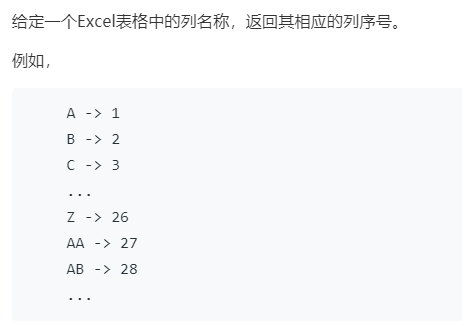 给定一个Excel表格中的列名称，返回其相应的列序号。
例如，
A -> 1
B -> 2
C -> 3
...
Z -> 26
AA -> 27
AB -> 28
...